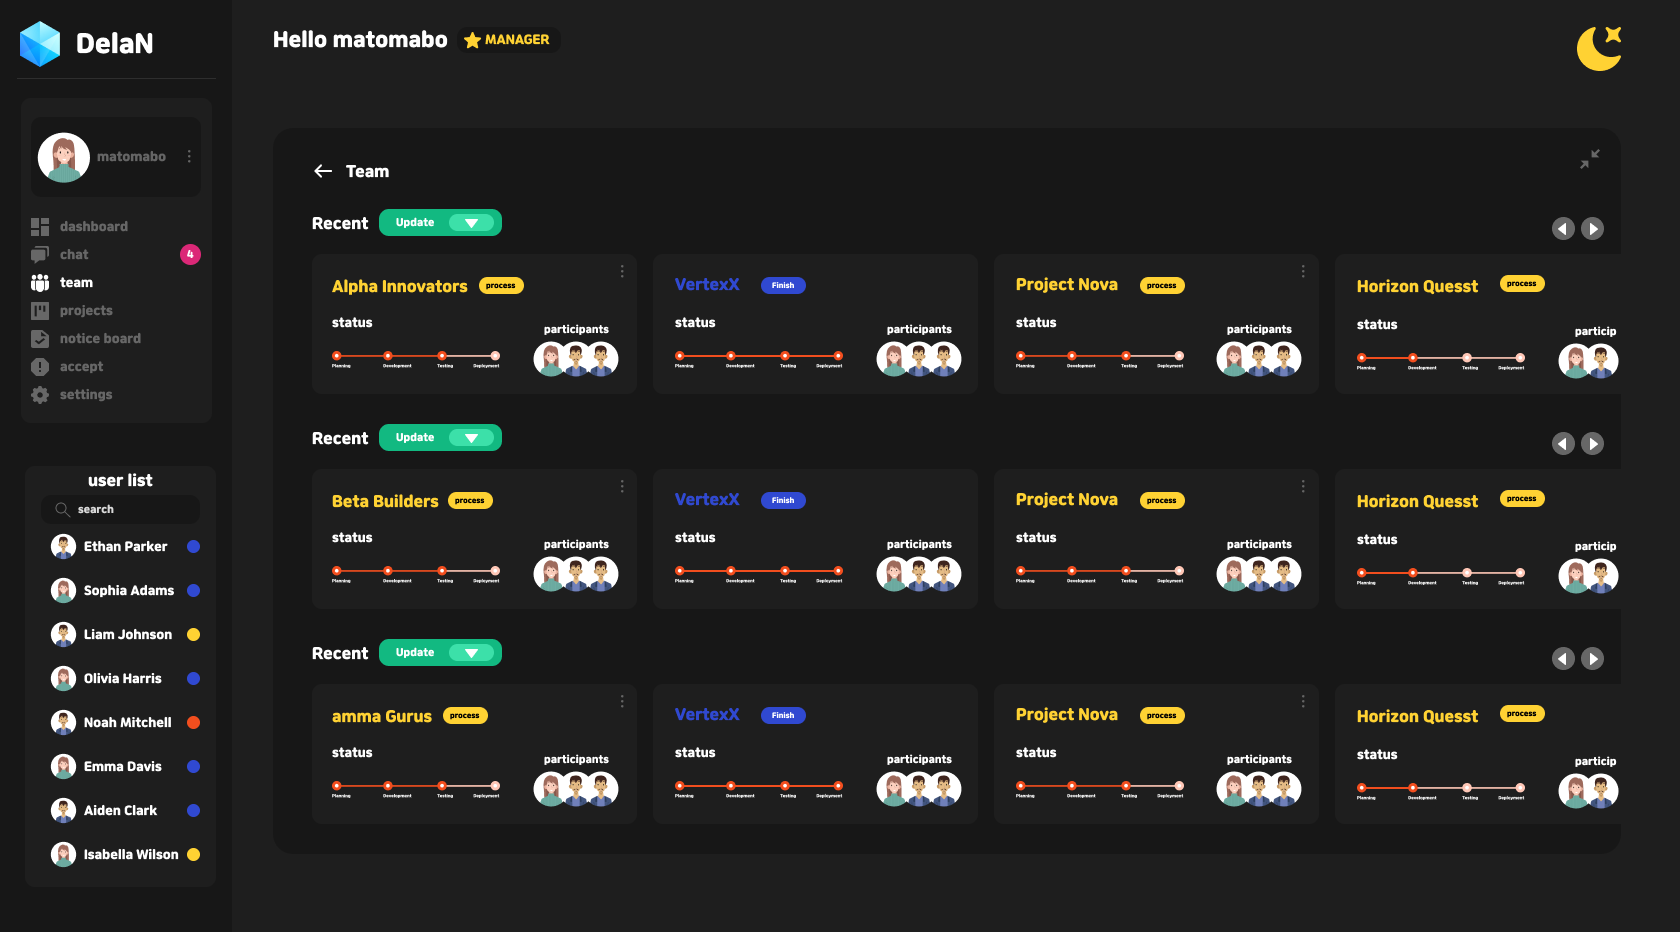 DelaN
matomabo
dashboard
chat 4
team
projects
notice board
accept
settings
user list
search
Ethan Parker
Sophia Adams
Liam Johnson
Olivia Harris
Noah Mitchell
Emma Davis
Aiden Clark
Isabella Wilson
Hello matomabo MANAGER
Team
Recent Update
Alpha Innovators process
status
participants
Planning Development Testing Deployment
VertexX Finish
status
participants
Planning Development Testing Deployment
Project Nova process
status
participants
Planning Development Testing Deployment
Horizon Quesst process
status
particip
Planning Development Testing Deployment
Recent Update
Beta Builders process
status
participants
Planning Development Testing Deployment
VertexX Finish
status
participants
Planning Development Testing Deployment
Project Nova process
status
participants
Planning Development Testing Deployment
Horizon Quesst process
status
particip
Planning Development Testing Deployment
Recent Update
amma Gurus process
status
participants
Planning Development Testing Deployment
VertexX Finish
status
participants
Planning Development Testing Deployment
Project Nova process
status
participants
Planning Development Testing Deployment
Horizon Quesst process
status
particip
Planning Development Testing Deployment